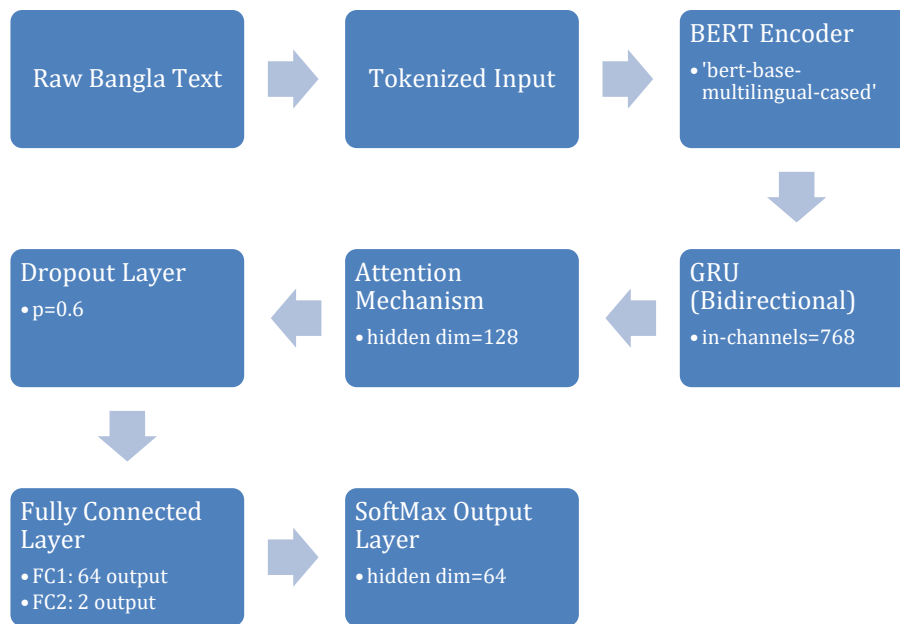 Raw Bangla Text
Tokenized Input
BERT Encoder
• 'bert-base-
multilingual-cased'
GRU
(Bidirectional)
• in-channels=768
Attention
Mechanism
• hidden dim=128
Dropout Layer
• p=0.6
Fully Connected
Layer
• FC1: 64 output
• FC2: 2 output
SoftMax Output
Layer
• hidden dim=64